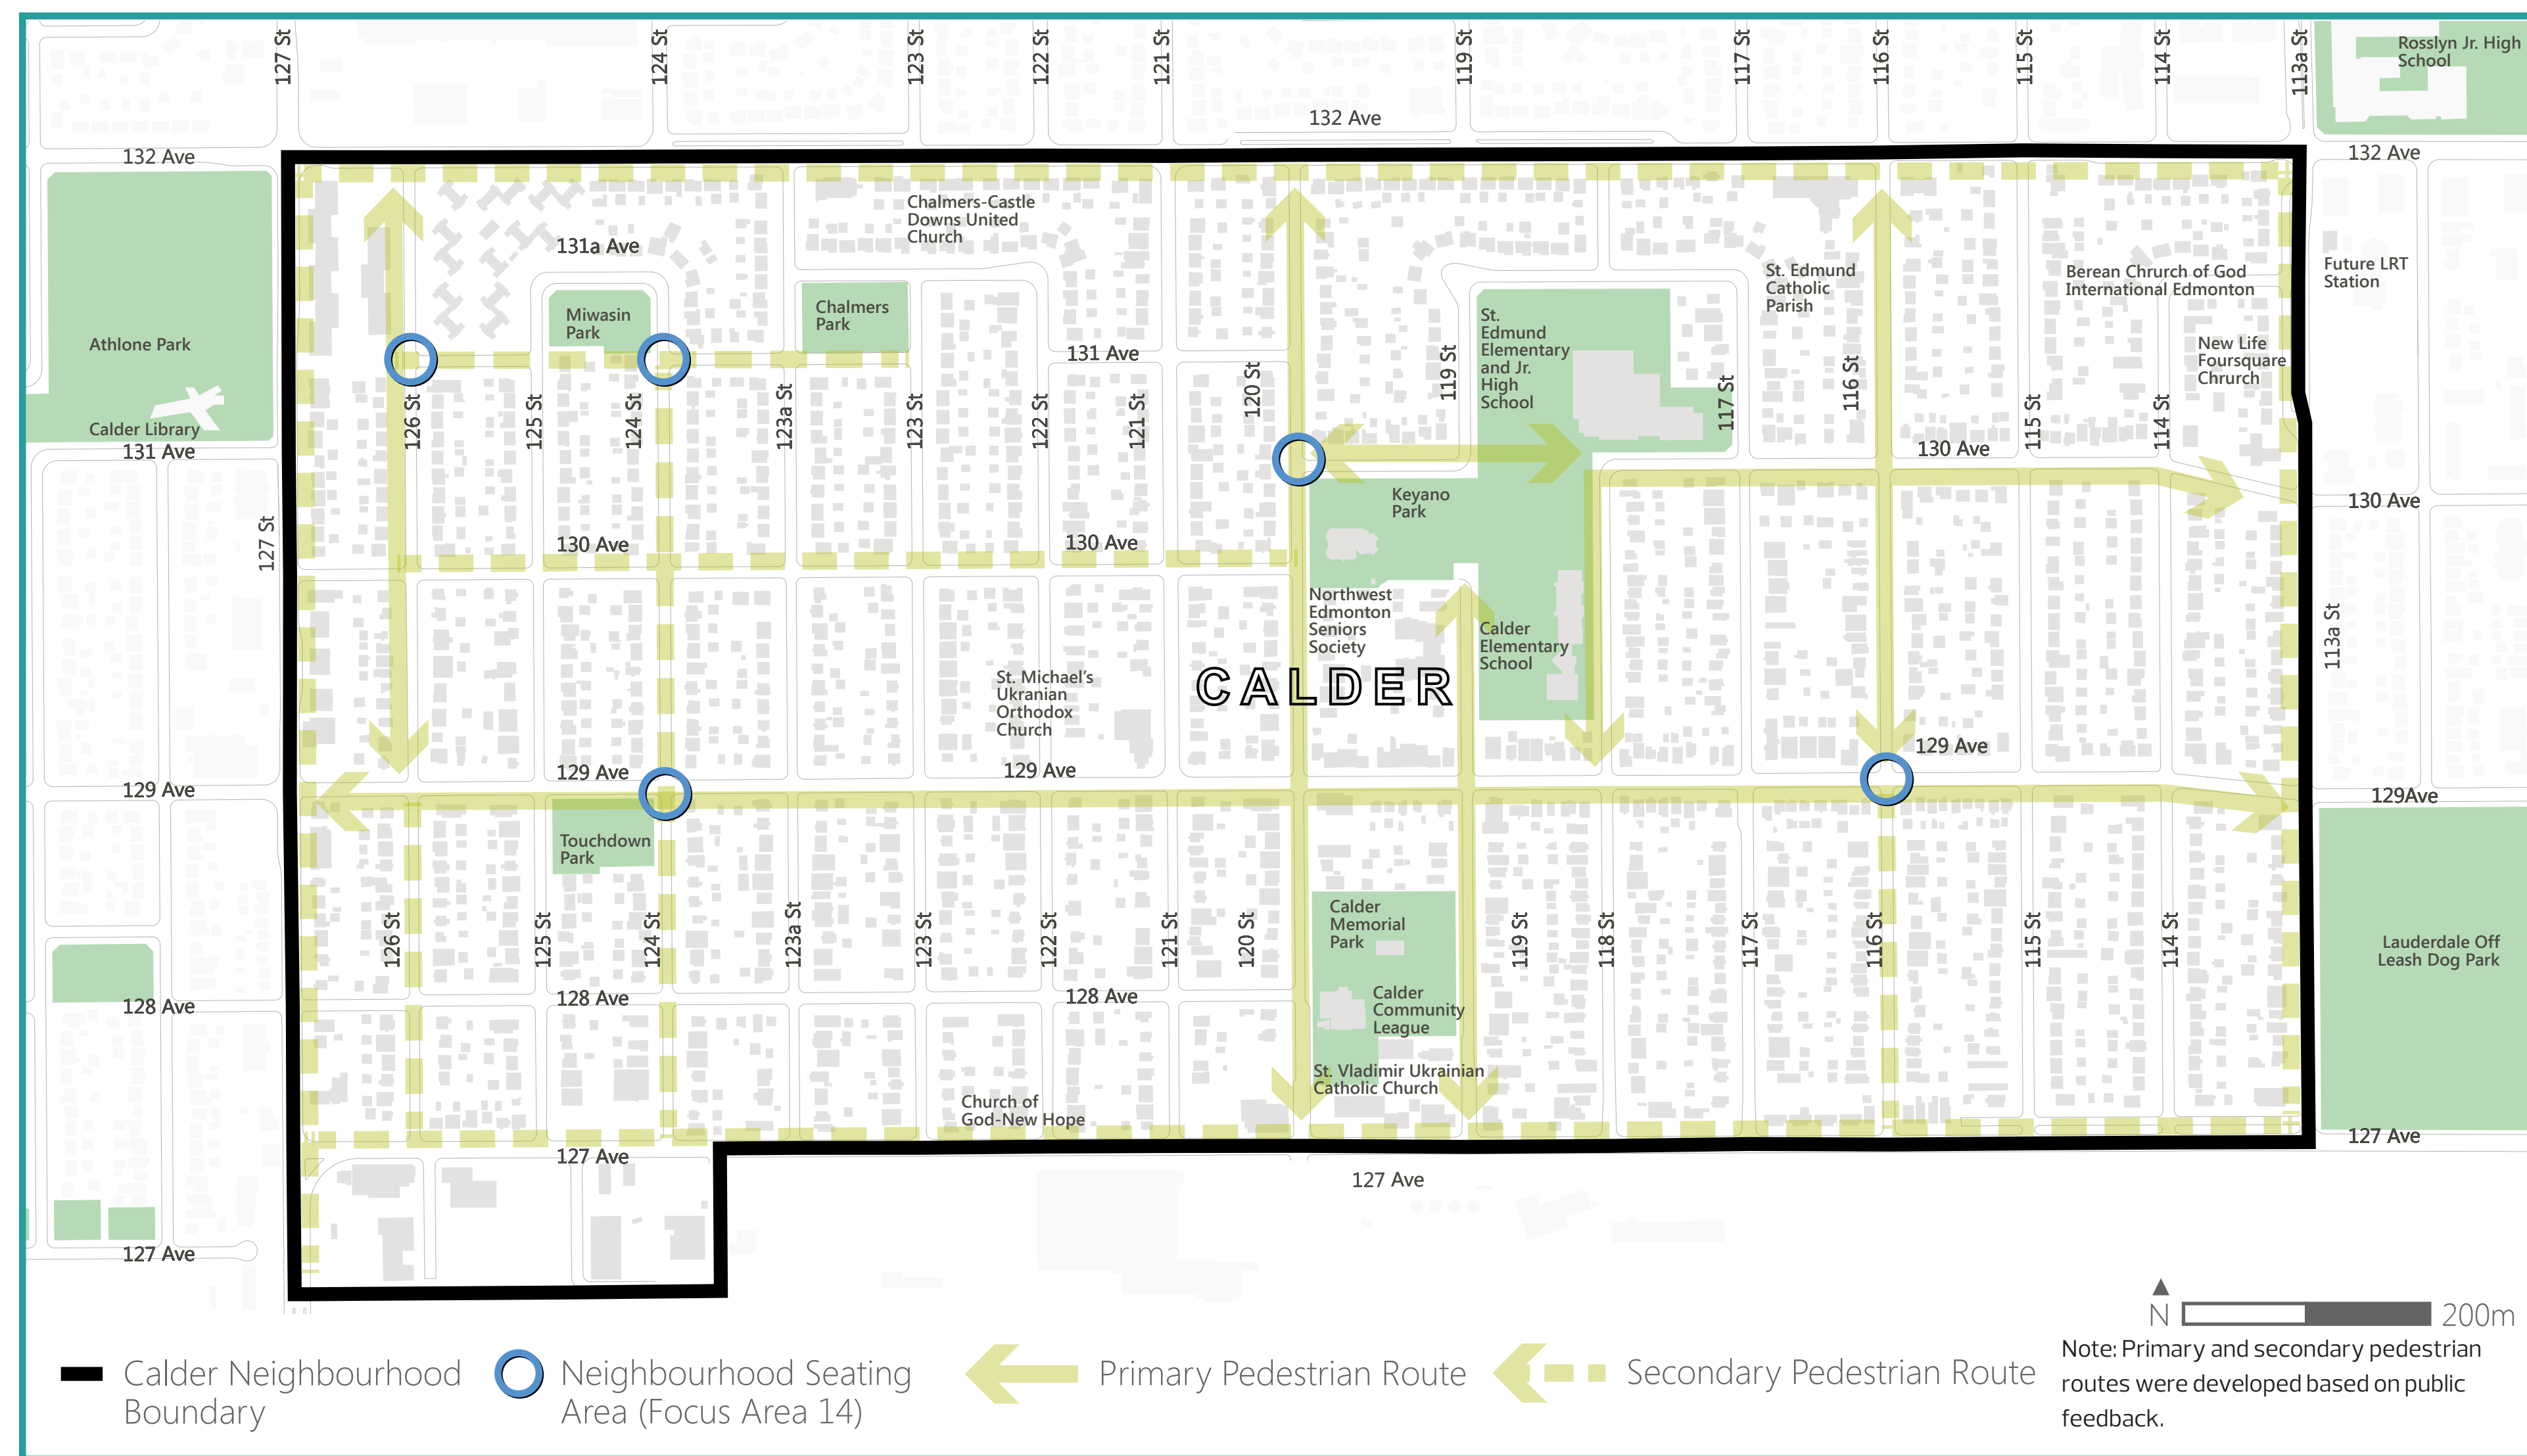 127 St
124 St
123 St
122 St
121 St
119 St
117 St
116 St
115 St
114 St
113a St
Rosslyn Jr. High
School
132 Ave
132 Ave
132 Ave
Chalmers-Castle
Downs United
Church
131a Ave
St. Edmund
Catholic
Parish
Berean Chrurch of God
International Edmonton
Future LRT
Station
Miwasin
Park
Chalmers
Park
St.
Edmund
Elementary
and Jr.
High
School
Athlone Park
131 Ave
New Life
Foursquare
Chrurch
Calder Library
131 Ave
126 St
125 St
124 St
123a St
123 St
122 St
121 St
120 St
119 St
117 St
116 St
115 St
114 St
130 Ave
Keyano
Park
130 Ave
127 St
130 Ave
130 Ave
Northwest
Edmonton
Seniors
Society
Calder
Elementary
School
113a St
St. Michael's
Ukranian
Orthodox
Church
CALDER
129 Ave
129 Ave
129 Ave
129 Ave
129Ave
Touchdown
Park
126 St
125 St
124 St
123a St
123 St
122 St
121 St
120 St
Calder
Memorial
Park
119 St
118 St
117 St
116 St
115 St
114 St
Lauderdale Off
Leash Dog Park
128 Ave
128 Ave
128 Ave
Calder
Community
League
St. Vladimir Ukrainian
Catholic Church
Church of
God-New Hope
127 Ave
127 Ave
127 Ave
127 Ave
N
200m
Calder Neighbourhood
Boundary
Neighbourhood Seating
Area (Focus Area 14)
Primary Pedestrian Route
Secondary Pedestrian Route
Note: Primary and secondary pedestrian
routes were developed based on public
feedback.